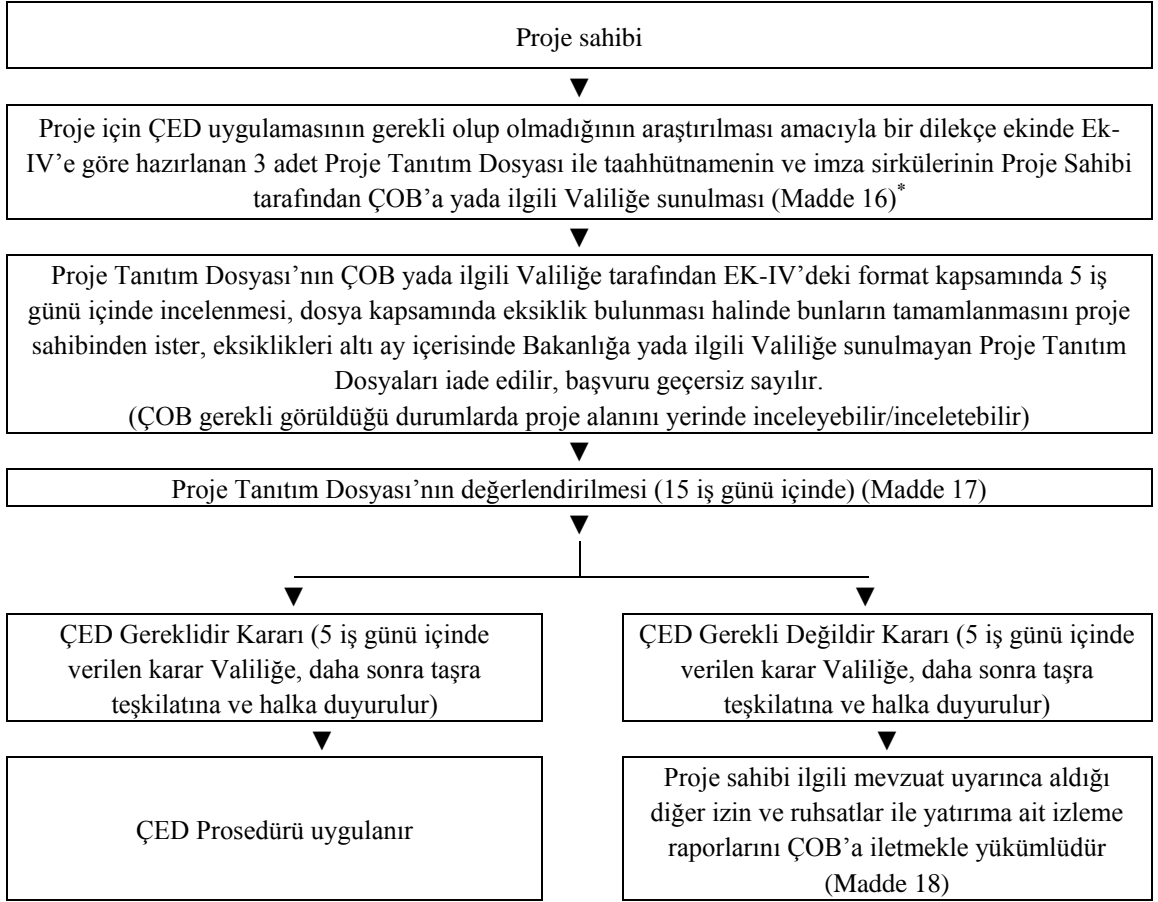 Proje sahibi
▼
Proje için ÇED uygulamasının gerekli olup olmadığının araştırılması amacıyla bir dilekçe ekinde Ek-
IV’e göre hazırlanan 3 adet Proje Tanıtım Dosyası ile taahhütnamenin ve imza sirkülerinin Proje Sahibi
tarafından ÇOB’a yada ilgili Valiliğe sunulması (Madde 16)*
▼
Proje Tanıtım Dosyası’nın ÇOB yada ilgili Valiliğe tarafından EK-IV’deki format kapsamında 5 iş
günü içinde incelenmesi, dosya kapsamında eksiklik bulunması halinde bunların tamamlanmasını proje
sahibinden ister, eksiklikleri altı ay içerisinde Bakanlığa yada ilgili Valiliğe sunulmayan Proje Tanıtım
Dosyaları iade edilir, başvuru geçersiz sayılır.
(ÇOB gerekli görüldüğü durumlarda proje alanını yerinde inceleyebilir/inceletebilir)
▼
Proje Tanıtım Dosyası’nın değerlendirilmesi (15 iş günü içinde) (Madde 17)
▼
▼
ÇED Gereklidir Kararı (5 iş günü içinde
verilen karar Valiliğe, daha sonra taşra
teşkilatına ve halka duyurulur)
▼
ÇED Prosedürü uygulanır
▼
ÇED Gerekli Değildir Kararı (5 iş günü içinde
verilen karar Valiliğe, daha sonra taşra
teşkilatına ve halka duyurulur)
▼
Proje sahibi ilgili mevzuat uyarınca aldığı
diğer izin ve ruhsatlar ile yatırıma ait izleme
raporlarını ÇOB’a iletmekle yükümlüdür
(Madde 18)